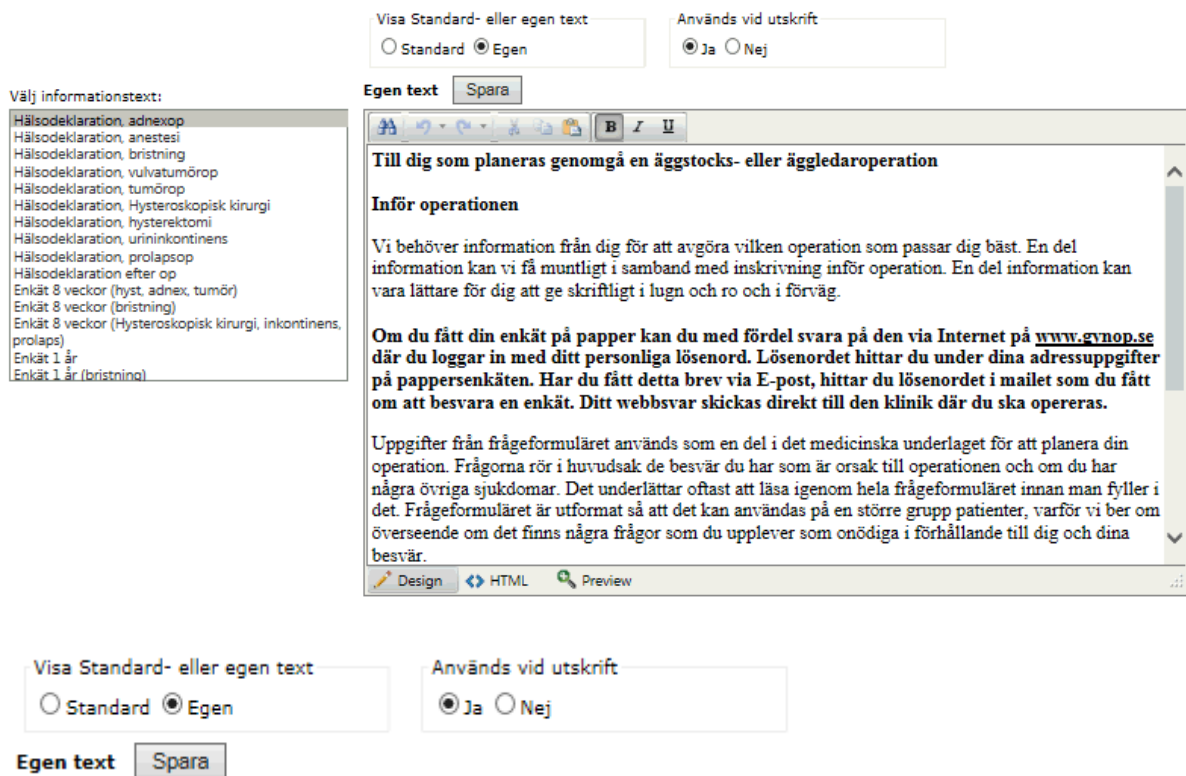 Visa Standard- eller egen text
Standard Egen
Används vid utskrift
Ja Nej
Egen text Spara
Välj informationstext:
Hälsodeklaration, adnexop
Hälsodeklaration, anestesi
Hälsodeklaration, bristning
Hälsodeklaration, vulvatumörop
Hälsodeklaration, tumörop
Hälsodeklaration, Hysteroskopisk kirurgi
Hälsodeklaration, hysterektomi
Hälsodeklaration, urininkontinens
Hälsodeklaration, prolapsop
Hälsodeklaration efter op
Enkät 8 veckor (hyst, adnex, tumör)
Enkät 8 veckor (bristning)
Enkät 8 veckor (Hysteroskopisk kirurgi, inkontinens,
prolaps)
Enkät 1 år
Enkät 1 år (bristning)
B I U
Till dig som planeras genomgå en äggstocks- eller äggledaroperation
Inför operationen
Vi behöver information från dig för att avgöra vilken operation som passar dig bäst. En del
information kan vi få muntligt i samband med inskrivning inför operation. En del information kan
vara lättare för dig att ge skriftligt i lugn och ro och i förväg.
Om du fått din enkät på papper kan du med fördel svara på den via Internet på www.gynop.se
där du loggar in med ditt personliga lösenord. Lösenordet hittar du under dina adressuppgifter
på pappersenkäten. Har du fått detta brev via E-post, hittar du lösenordet i mailet som du fått
om att besvara en enkät. Ditt webbsvar skickas direkt till den klinik där du ska opereras.
Uppgifter från frågeformuläret används som en del i det medicinska underlaget för att planera din
operation. Frågorna rör i huvudsak de besvär du har som är orsak till operationen och om du har
några övriga sjukdomar. Det underlättar oftast att läsa igenom hela frågeformuläret innan man fyller i
det. Frågeformuläret är utformat så att det kan användas på en större grupp patienter, varför vi ber om
överseende om det finns några frågor som du upplever som onödiga i förhållande till dig och dina
besvär.
Design HTML Preview
Visa Standard- eller egen text
Standard Egen
Används vid utskrift
Ja Nej
Egen text Spara